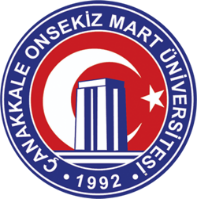 ÇANAKKALE ONSEKİZ MART ÜNİVERSİTESİ
• 1992 •